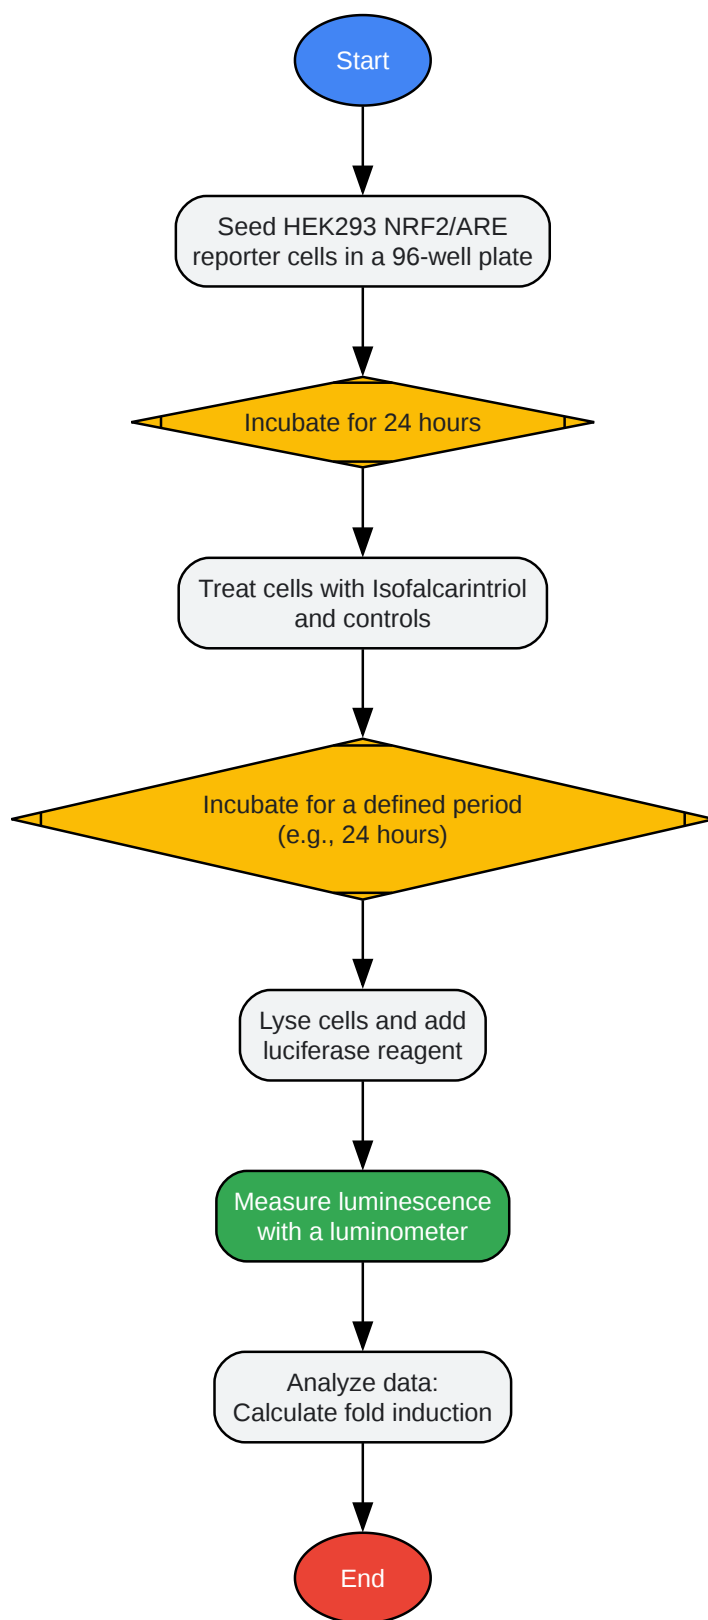 Start
Seed HEK293 NRF2/ARE
reporter cells in a 96-well plate
Incubate for 24 hours
Treat cells with Isofalcarintriol
and controls
Incubate for a defined period
(e.g., 24 hours)
Lyse cells and add
luciferase reagent
Measure luminescence
with a luminometer
Analyze data:
Calculate fold induction
End